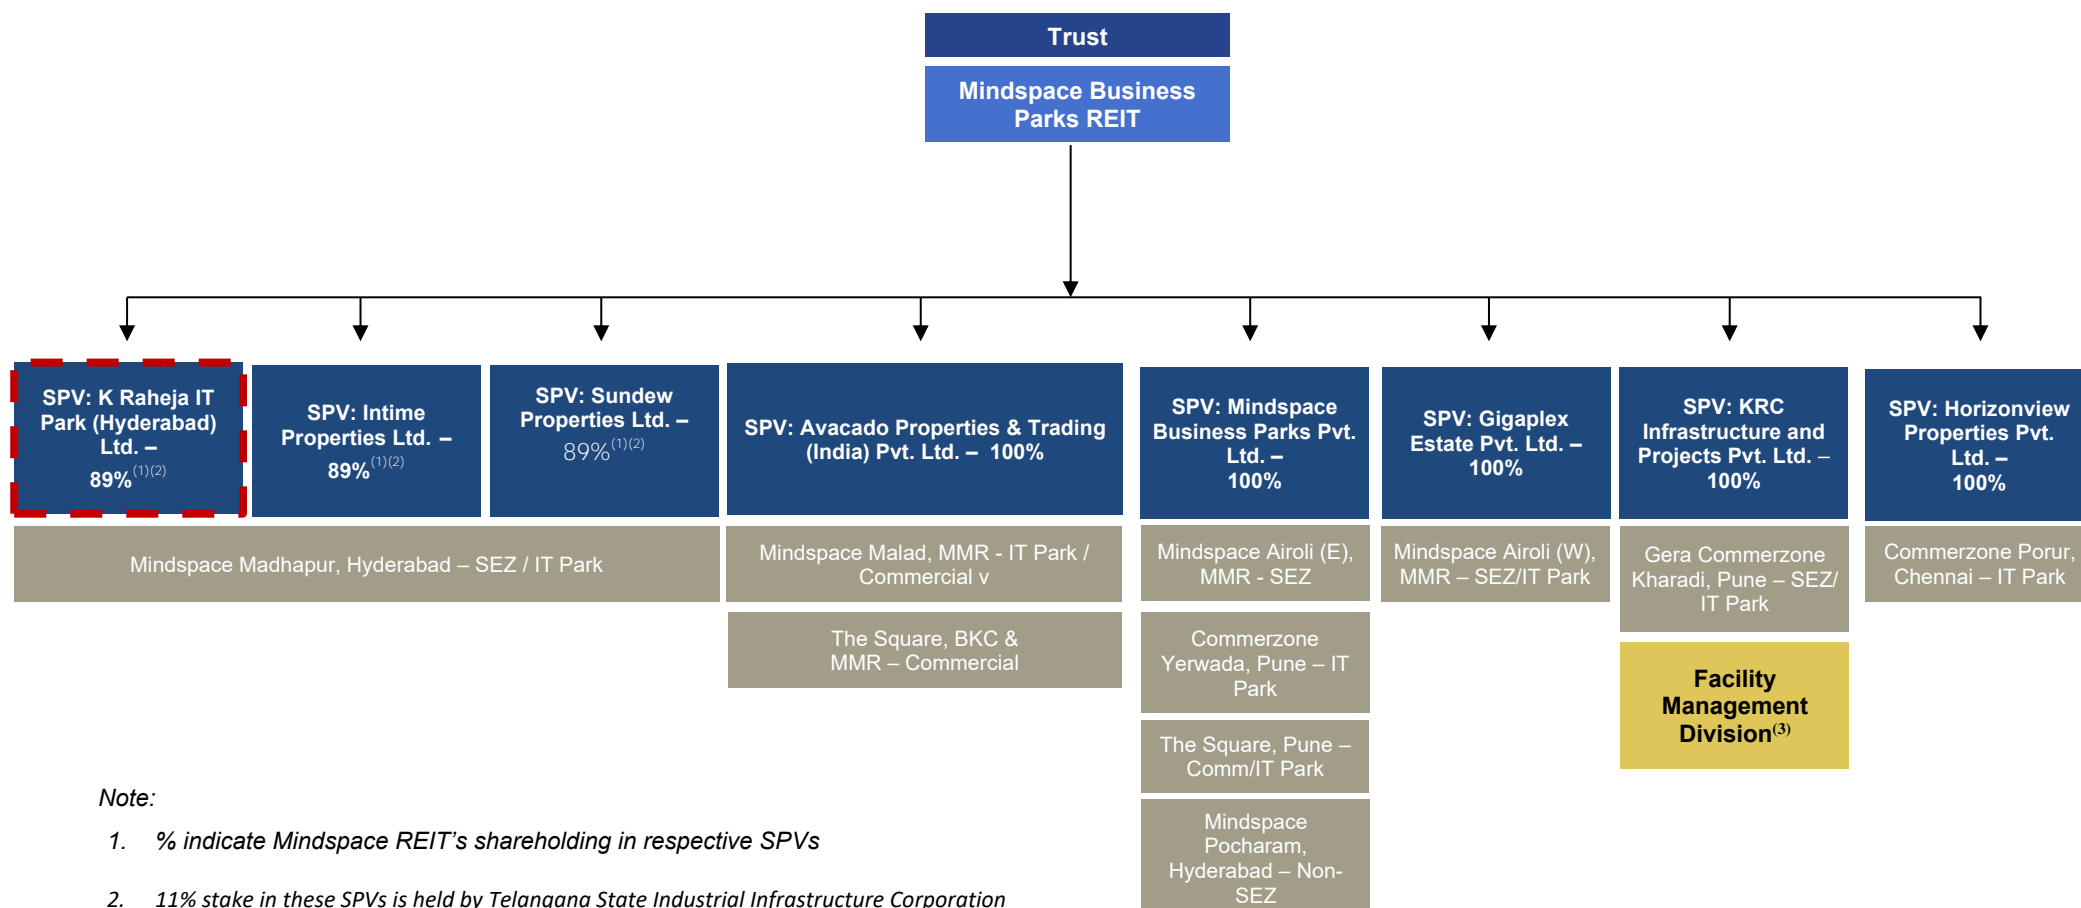 Trust
Mindspace Business
Parks REIT
SPV: K Raheja IT
Park (Hyderabad)
Ltd. –
89%(1)(2)
SPV: Intime
Properties Ltd. –
89%(1)(2)
SPV: Sundew
Properties Ltd. –
89%(1)(2)
SPV: Avacado Properties & Trading
(India) Pvt. Ltd. – 100%
SPV: Mindspace
Business Parks Pvt.
Ltd. –
100%
SPV: Gigaplex
Estate Pvt. Ltd. –
100%
SPV: KRC
Infrastructure and
Projects Pvt. Ltd. –
100%
SPV: Horizonview
Properties Pvt.
Ltd. –
100%
Mindspace Madhapur, Hyderabad – SEZ / IT Park
Mindspace Malad, MMR - IT Park /
Commercial v
The Square, BKC &
MMR – Commercial
Mindspace Airoli (E),
MMR - SEZ
Commerzone
Yerwada, Pune – IT
Park
The Square, Pune –
Comm/IT Park
Mindspace
Pocharam,
Hyderabad – Non-
SEZ
Mindspace Airoli (W),
MMR – SEZ/IT Park
Gera Commerzone
Kharadi, Pune – SEZ/
IT Park
Facility
Management
Division(3)
Commerzone Porur,
Chennai – IT Park
Note:
1. % indicate Mindspace REIT’s shareholding in respective SPVs
2. 11% stake in these SPVs is held by Telangana State Industrial Infrastructure Corporation